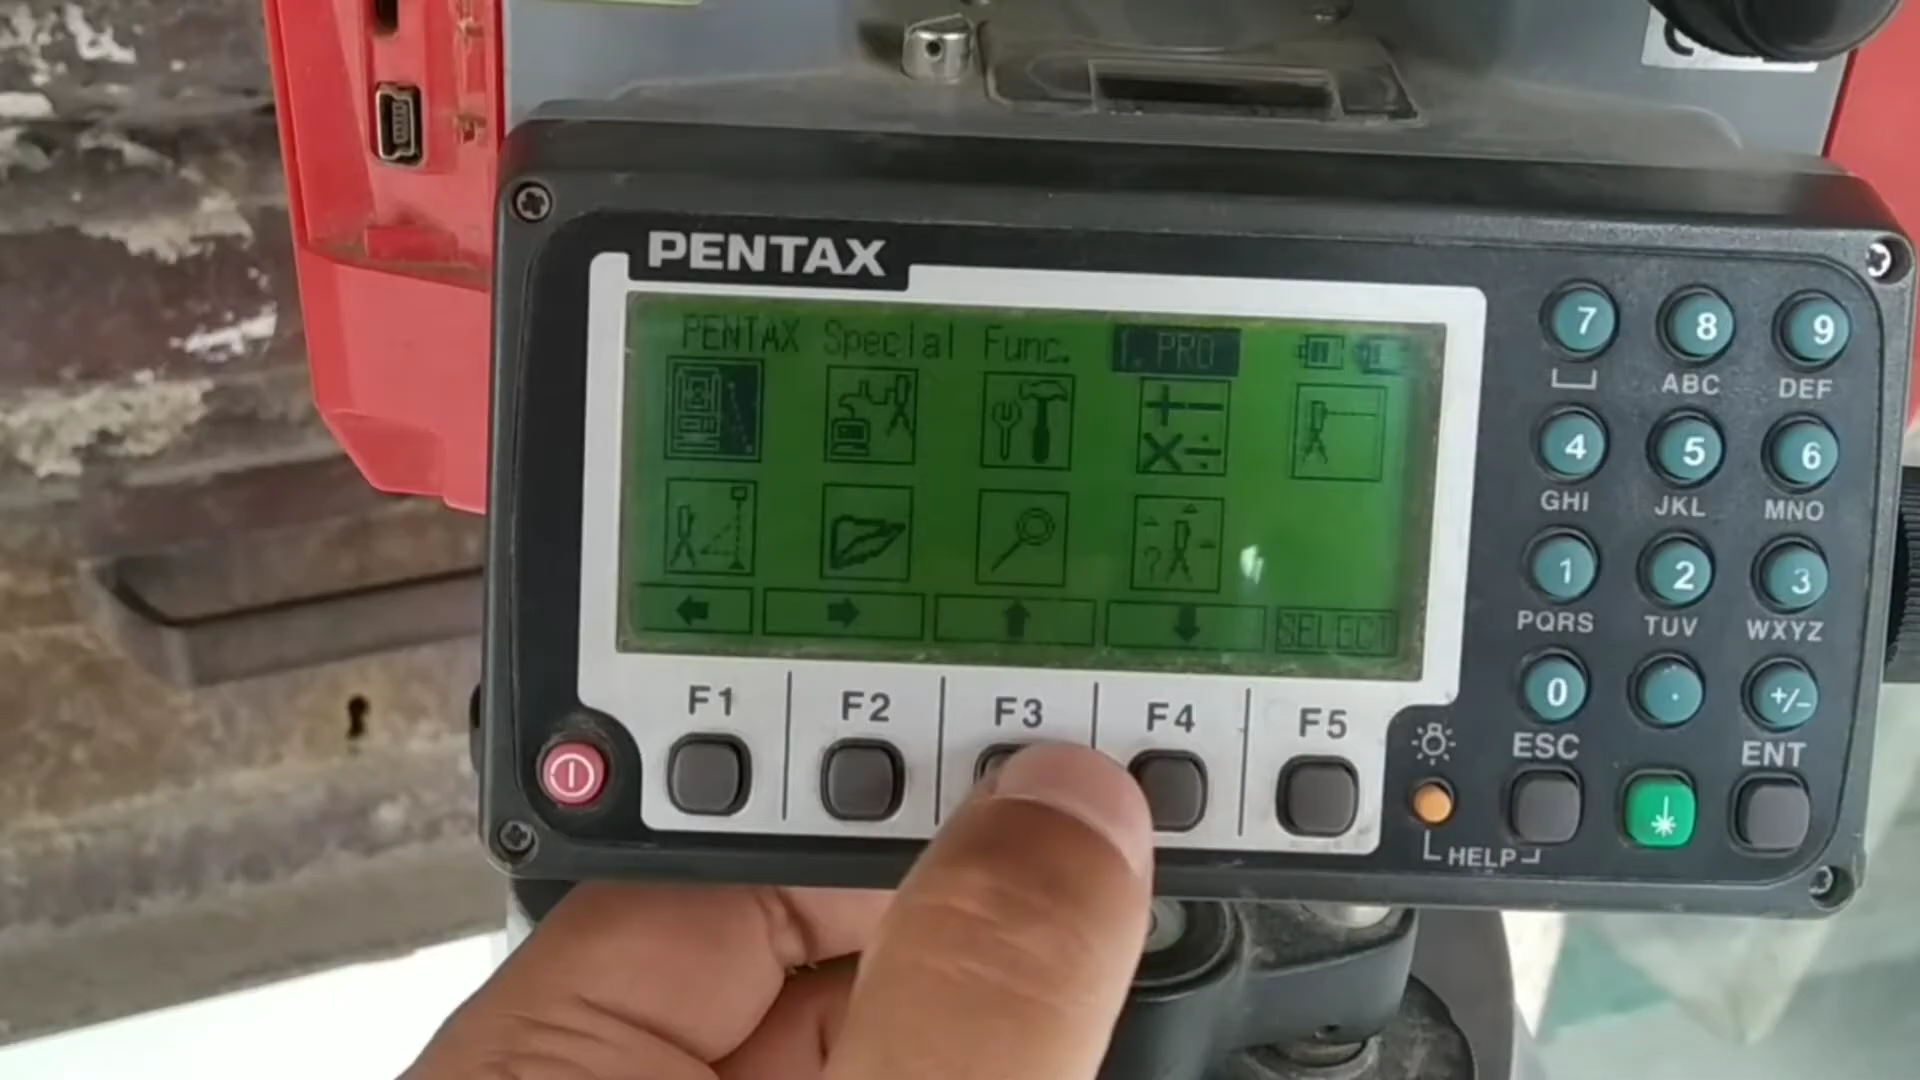 PENTAX
PENTAX Special Func. PRO
SELECT
F1 F2 F3 F4 F5
7 8 9
ABC DEF
4 5 6
GHI JKL MNO
1 2 3
PQRS TUV WXYZ
0 . +/-
ESC ENT
HELP